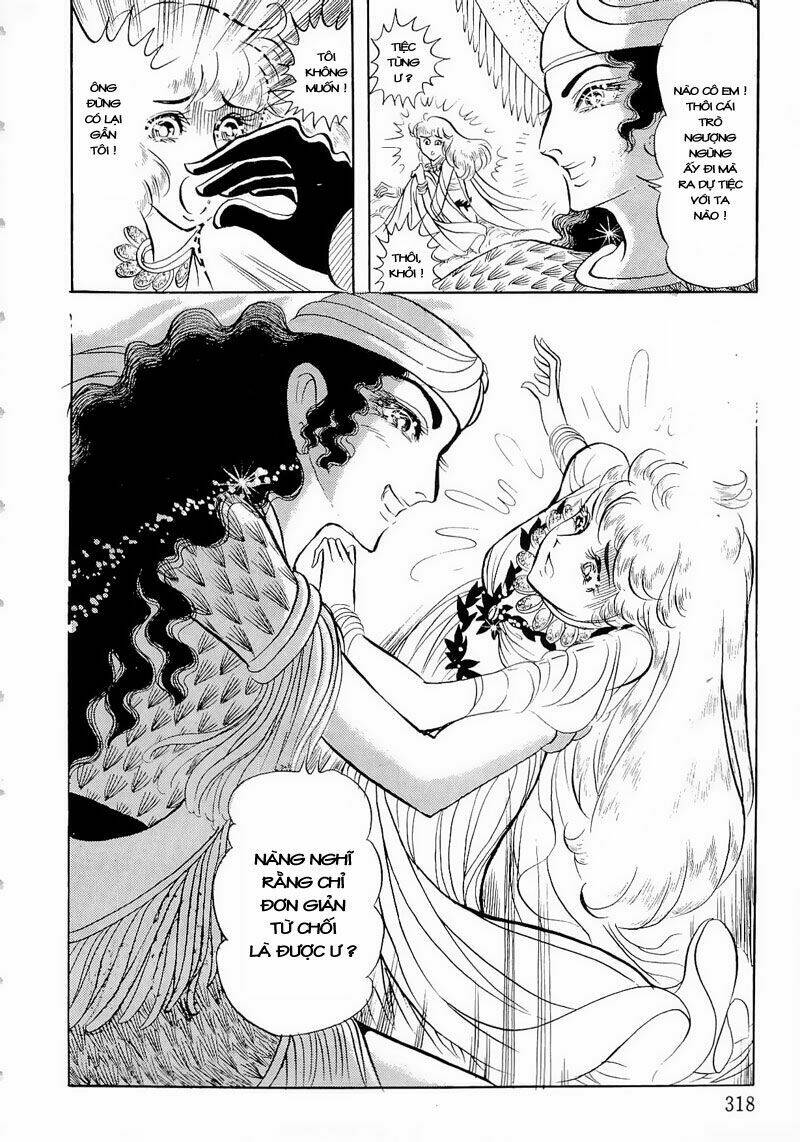 NÀO CÔ EM !
THÔI CÁI
TRÒ
NGƯỢNG
NGÙNG
ẤY ĐI MÀ
RA DỰ TIỆC
VỚI TA
NÀO !
TIỆC
TÙNG
Ư ?
THÔI,
KHỎI !
TÔI
KHÔNG
MUỐN !
ÔNG
ĐỪNG
CÓ LẠI
GẦN
TÔI !
NÀNG NGHĨ
RẰNG CHỈ
ĐƠN GIẢN
TỪ CHỐI
LÀ ĐƯỢC Ư ?
318